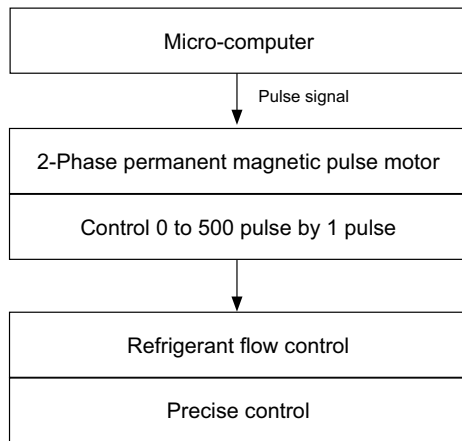 Micro-computer
Pulse signal
2-Phase permanent magnetic pulse motor
Control 0 to 500 pulse by 1 pulse
Refrigerant flow control
Precise control